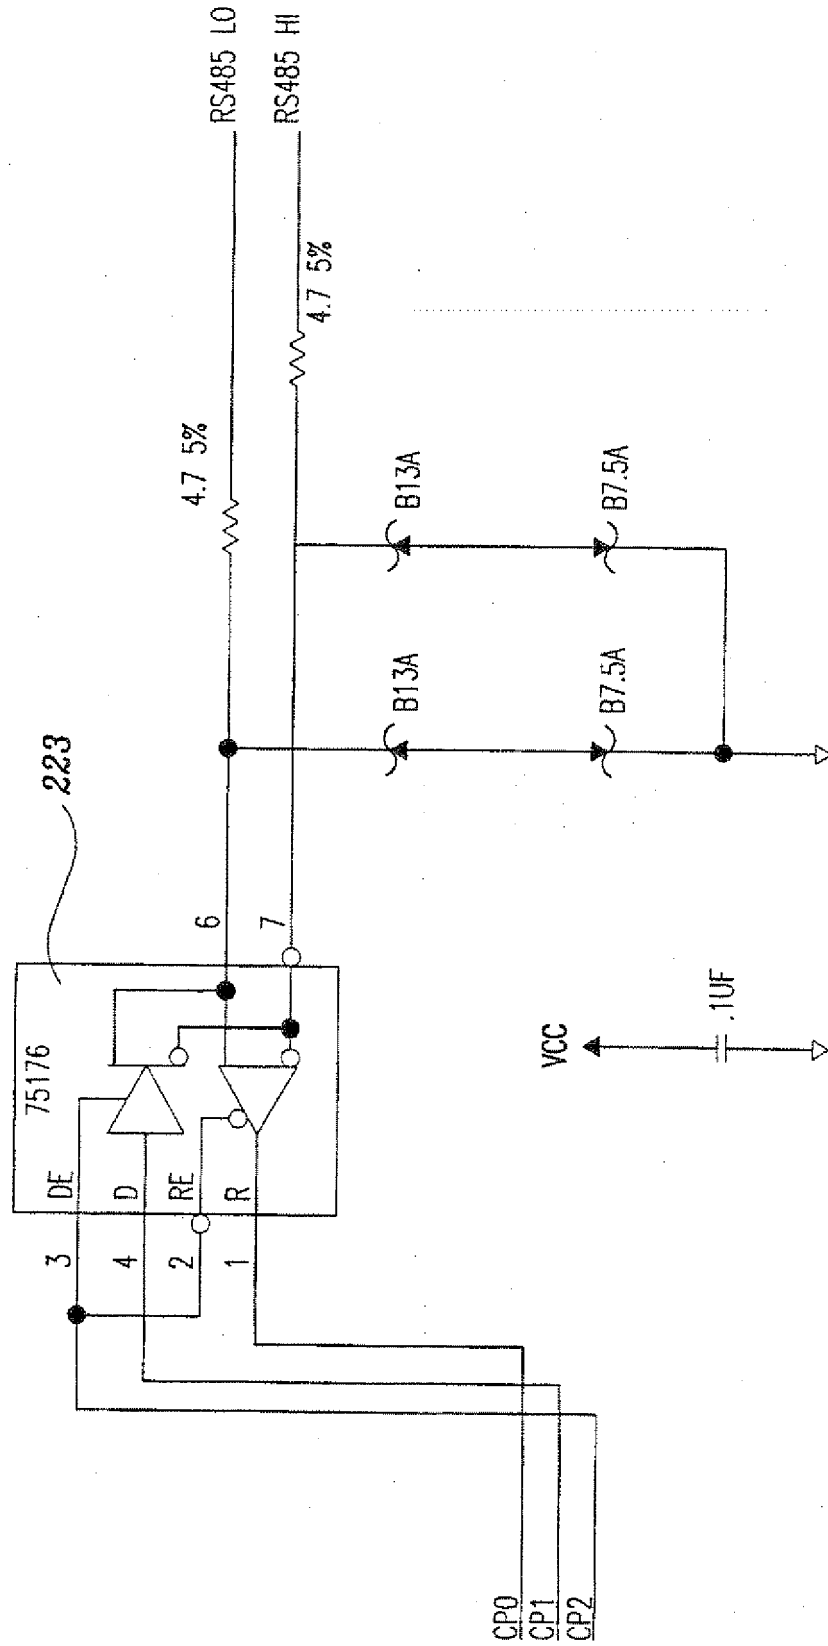 RS485 LO
RS485 HI
4.7 5%
4.7 5%
B13A
B7.5A
B13A
B7.5A
223
6
7
75176
DE
D
RE
R
3
4
2
1
VCC
.1UF
CP0
CP1
CP2